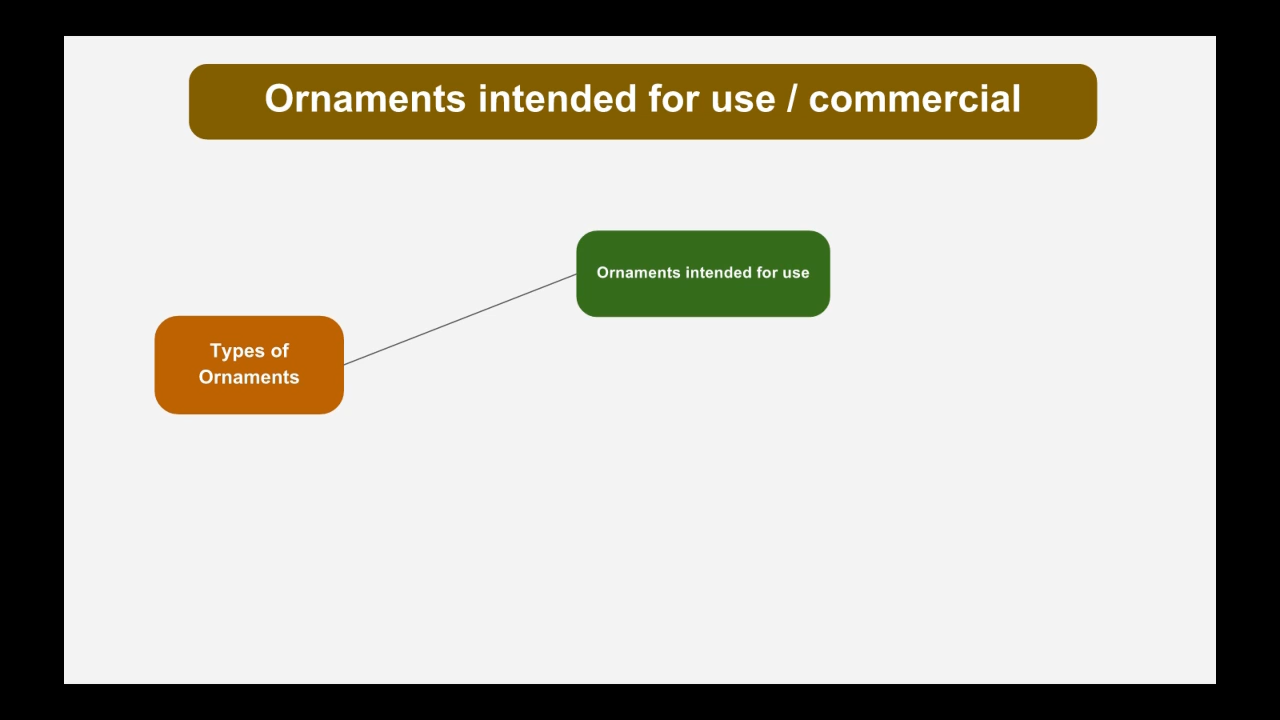 Ornaments intended for use / commercial
Ornaments intended for use
Types of
Ornaments